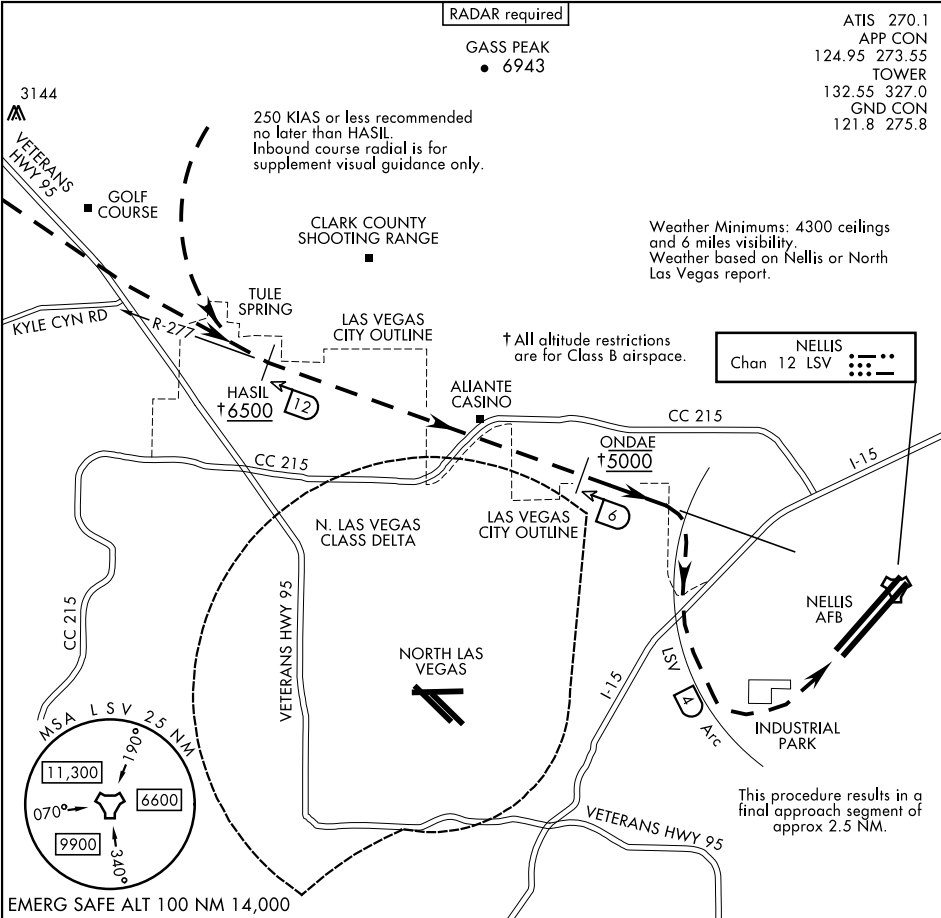 RADAR required
ATIS 270.1
APP CON
124.95 273.55
TOWER
132.55 327.0
GND CON
121.8 275.8
GASS PEAK
6943
3144
VETERANS
HWY 95
250 KIAS or less recommended
no later than HASIL.
Inbound course radial is for
supplement visual guidance only.
GOLF
COURSE
CLARK COUNTY
SHOOTING RANGE
Weather Minimums: 4300 ceilings
and 6 miles visibility.
Weather based on Nellis or North
Las Vegas report.
TULE
SPRING
KYLE CYN RD
R-277
LAS VEGAS
CITY OUTLINE
†All altitude restrictions
are for Class B airspace.
NELLIS
Chan 12 LSV
HASIL
†6500
12
ALIANTE
CASINO
CC 215
ONDAE
†5000
I-15
CC 215
6
N. LAS VEGAS
CLASS DELTA
LAS VEGAS
CITY OUTLINE
CC 215
VETERANS HWY 95
NELLIS
AFB
NORTH LAS
VEGAS
I-15
LSV 4 Arc
INDUSTRIAL
PARK
MSA LSV 25 NM
190°
11,300
070°
6600
9900
340°
VETERANS HWY 95
This procedure results in a
final approach segment of
approx 2.5 NM.
EMERG SAFE ALT 100 NM 14,000